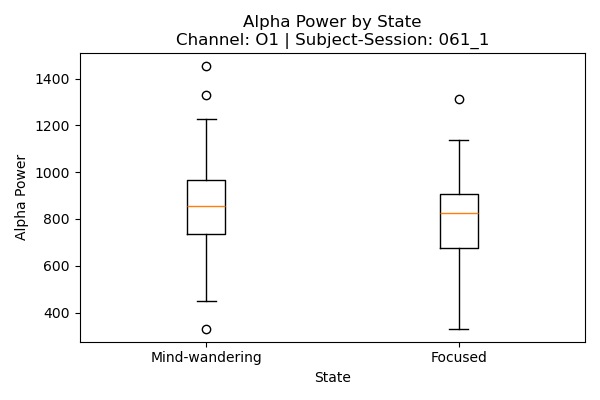 Alpha Power by State
Channel: O1 | Subject-Session: 061_1
Alpha Power
1400
1200
1000
800
600
400
Mind-wandering
Focused
State